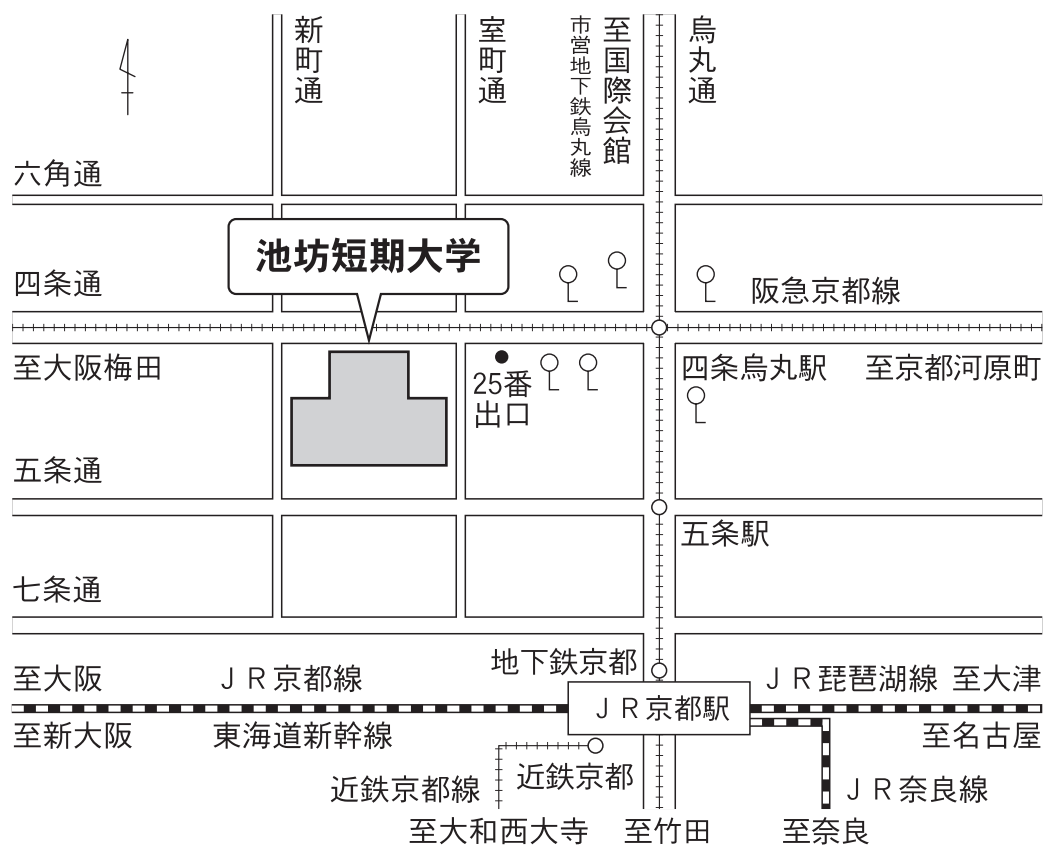 新町通
室町通
市営地下鉄烏丸線
至国際会館
烏丸通
六角通
池坊短期大学
四条通
阪急京都線
至大阪梅田
25番
出口
四条烏丸駅
至京都河原町
五条通
五条駅
七条通
地下鉄京都
至大阪
ＪＲ京都線
ＪＲ琵琶湖線
至大津
ＪＲ京都駅
至新大阪
東海道新幹線
至名古屋
近鉄京都
近鉄京都線
ＪＲ奈良線
至大和西大寺
至竹田
至奈良